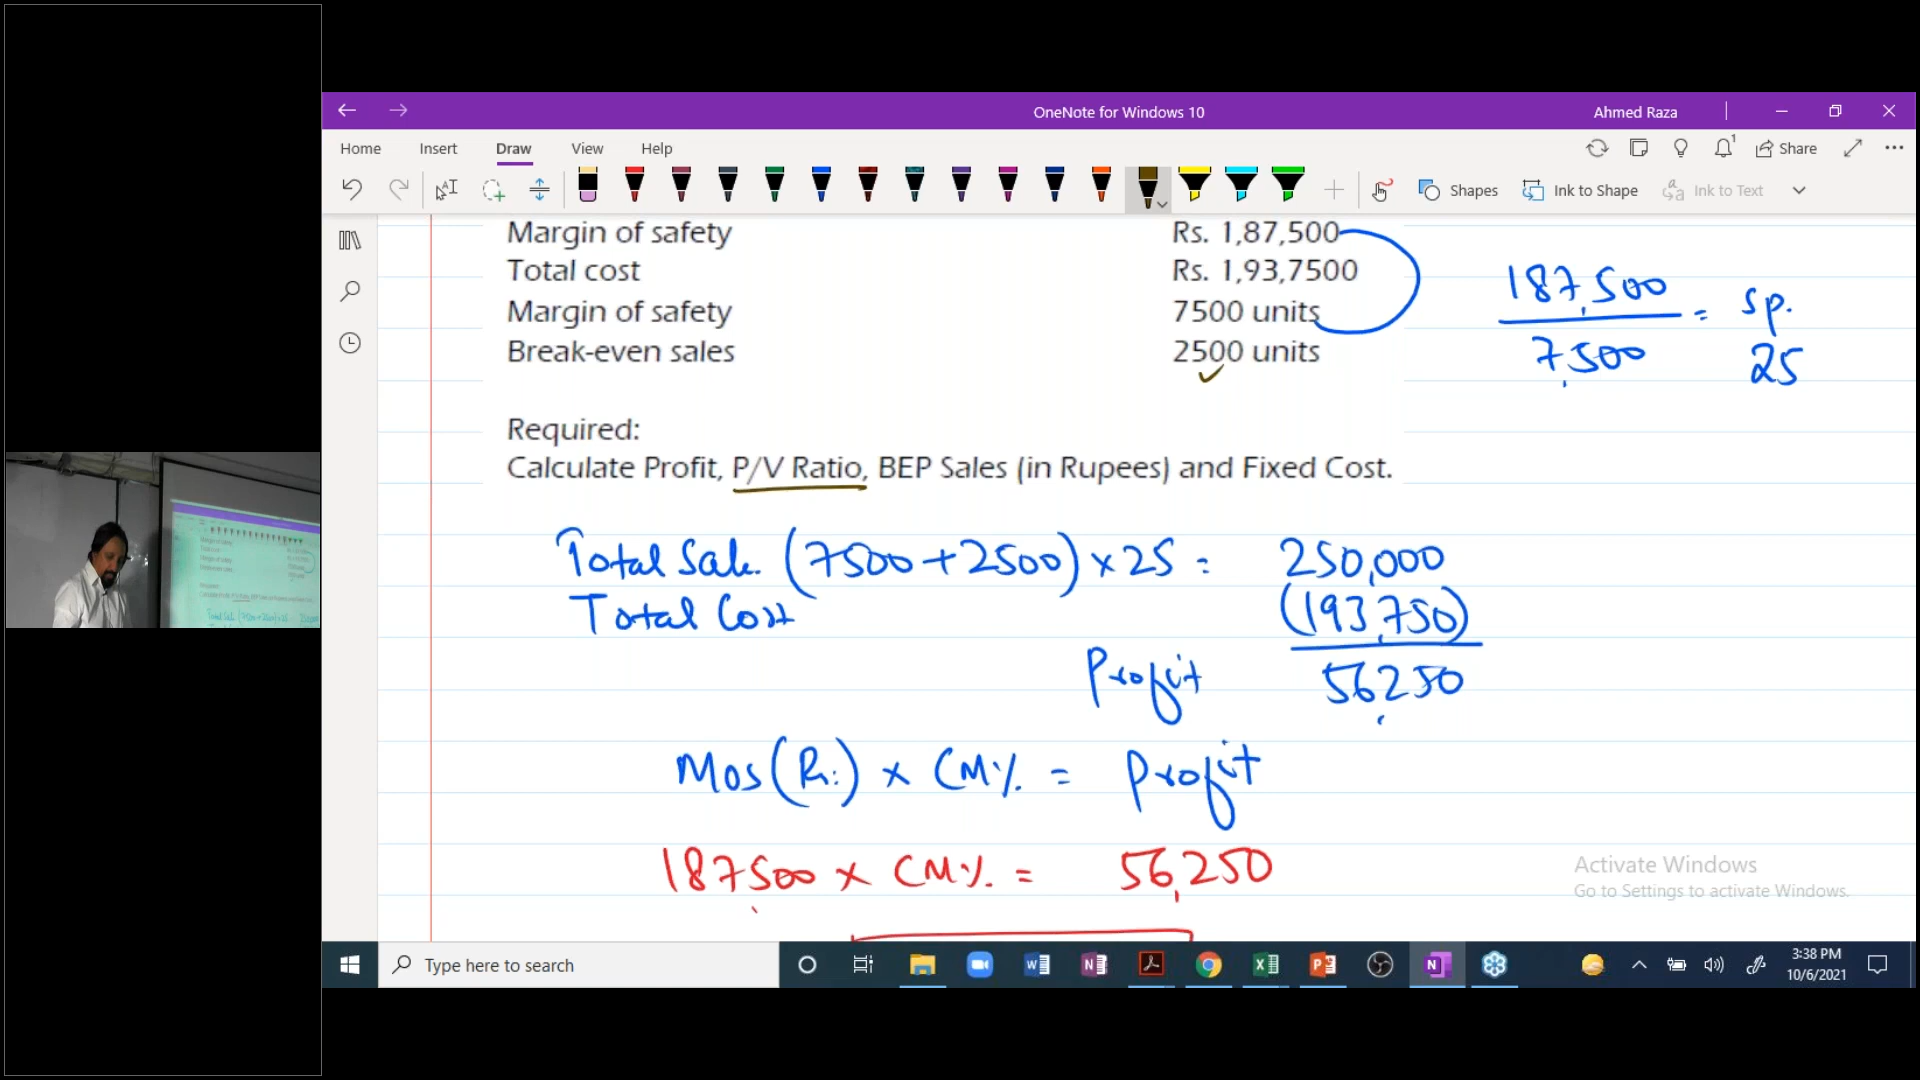 OneNote for Windows 10
Ahmed Raza
Home Insert Draw View Help
Share
Shapes Ink to Shape Ink to Text
Margin of safety Rs. 1,87,500
Total cost Rs. 1,93,7500
Margin of safety 7500 units
Break-even sales 2500 units
187,500
7,500
= Sp.
25
Required:
Calculate Profit, P/V Ratio, BEP Sales (in Rupees) and Fixed Cost.
Total Sale. (7500+2500) × 25 = 250,000
Total Cost (193,750)
Profit 56,250
Mos (Rs:) × CM% = Profit
187,500 × CM% = 56,250
Activate Windows
Go to Settings to activate Windows.
Type here to search
3:38 PM
10/6/2021